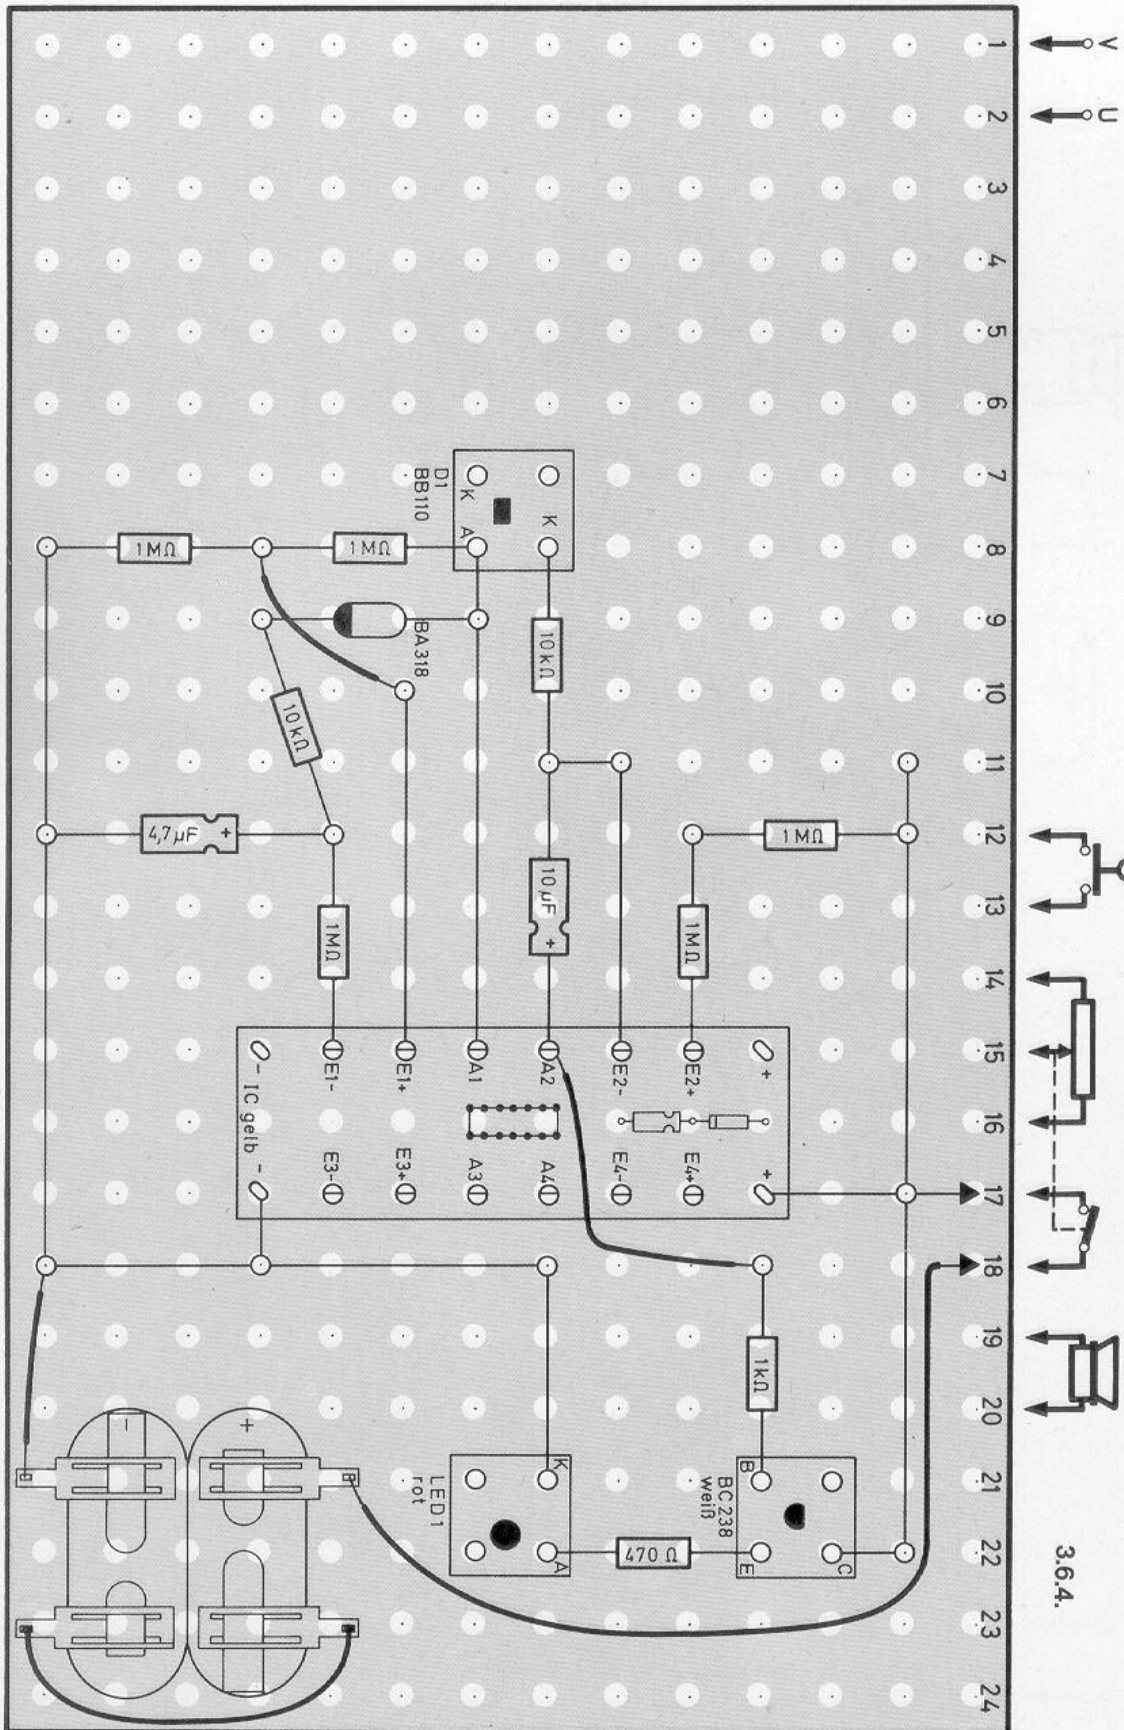 V
U
1
2
3
4
5
6
7
8
9
10
11
12
13
14
15
16
17
18
19
20
21
22
23
24
3.6.4.
D1
BB110
K
K
A
1MΩ
1MΩ
BA318
10kΩ
10kΩ
4,7µF +
10µF +
1MΩ
1MΩ
1MΩ
- IC gelb -
E1-
E1+
A1
A2
E2-
E2+
+
E3-
E3+
A3
A4
E4-
E4+
+
1kΩ
-
+
LED1
rot
K
A
470 Ω
BC238
weiß
B
E
C